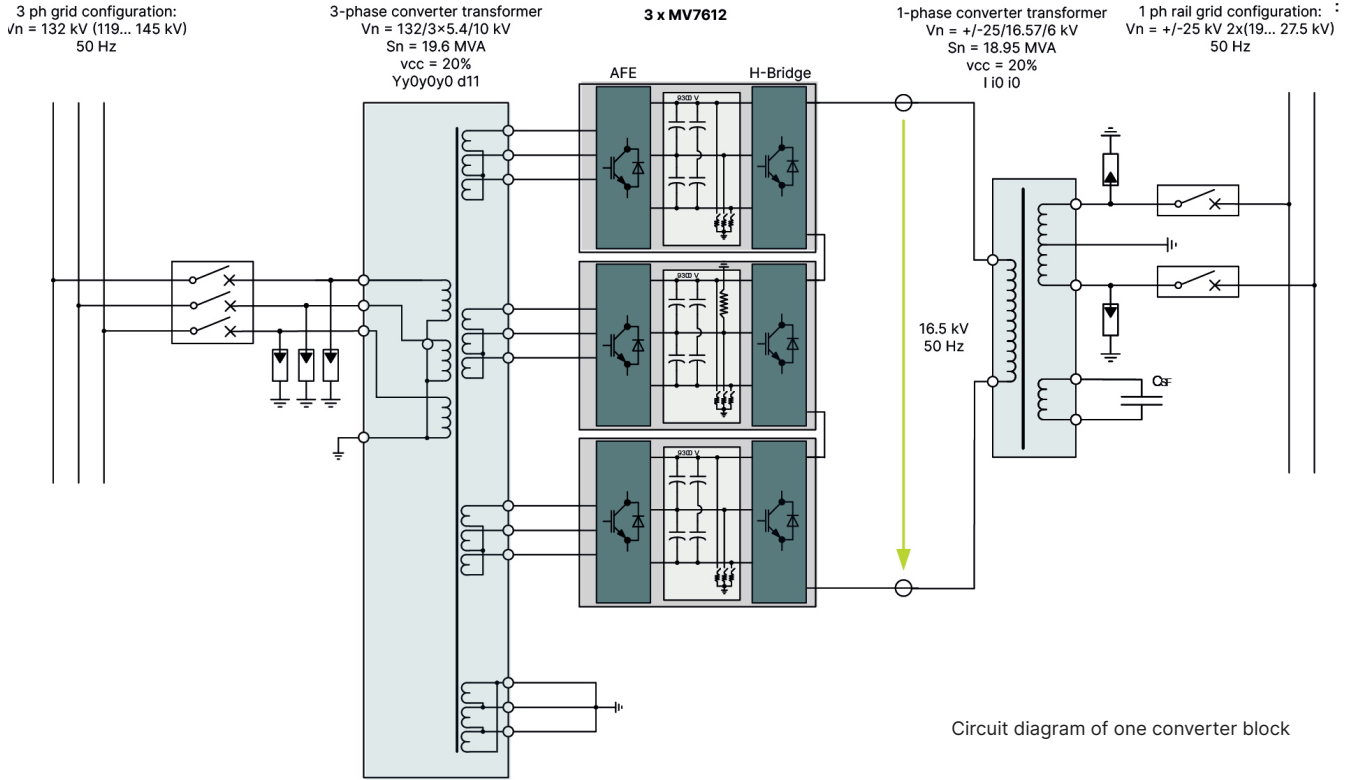 3 ph grid configuration:
Vn = 132 kV (119... 145 kV)
50 Hz
3-phase converter transformer
Vn = 132/3×5.4/10 kV
Sn = 19.6 MVA
vcc = 20%
Yy0y0y0 d11
3 x MV7612
AFE
H-Bridge
1-phase converter transformer
Vn = +/-25/16.57/6 kV
Sn = 18.95 MVA
vcc = 20%
I i0 i0
1 ph rail grid configuration:
Vn = +/-25 kV 2x(19... 27.5 kV)
50 Hz
:
9300 V
9300 V
9300 V
16.5 kV
50 Hz
Circuit diagram of one converter block